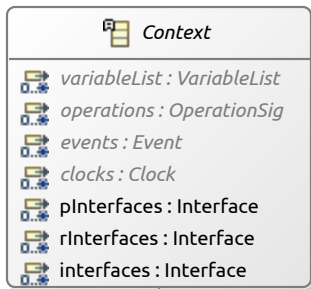 Context
variableList : VariableList
operations : OperationSig
events : Event
clocks : Clock
pInterfaces : Interface
rInterfaces : Interface
interfaces : Interface